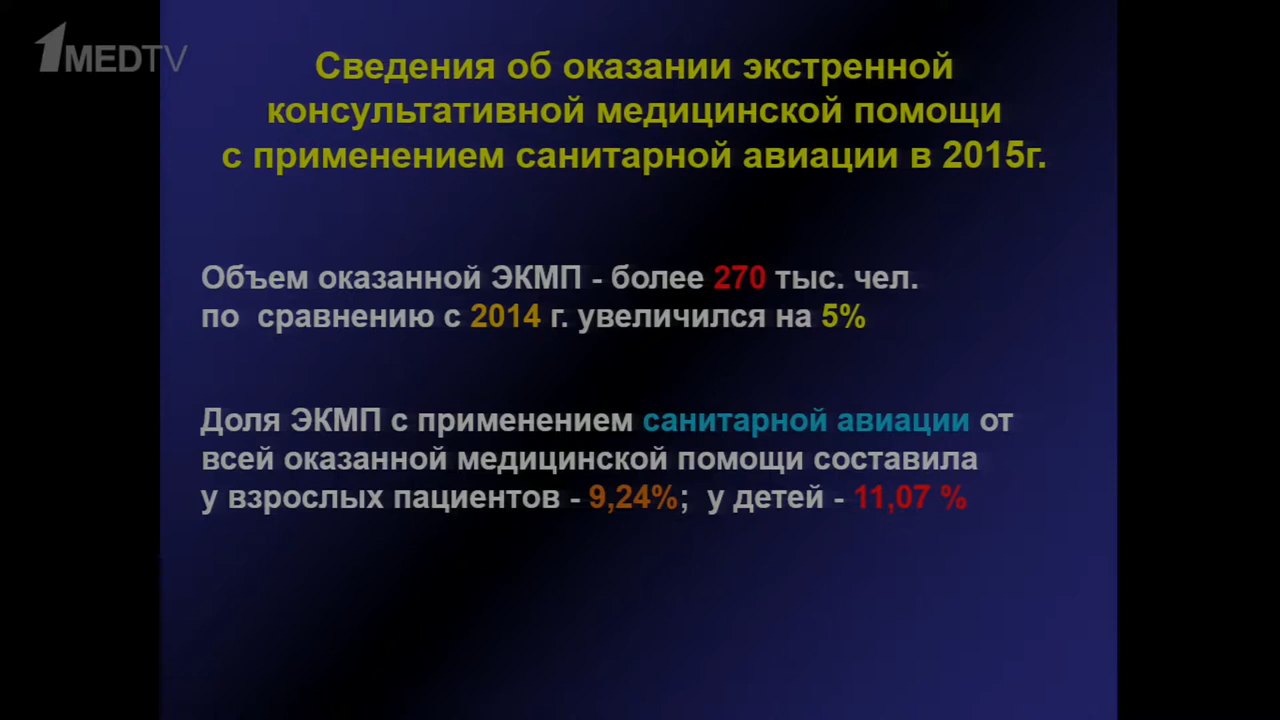 1MEDTV
Сведения об оказании экстренной
консультативной медицинской помощи
с применением санитарной авиации в 2015г.
Объем оказанной ЭКМП - более 270 тыс. чел.
по сравнению с 2014 г. увеличился на 5%
Доля ЭКМП с применением санитарной авиации от
всей оказанной медицинской помощи составила
у взрослых пациентов - 9,24%; у детей - 11,07 %